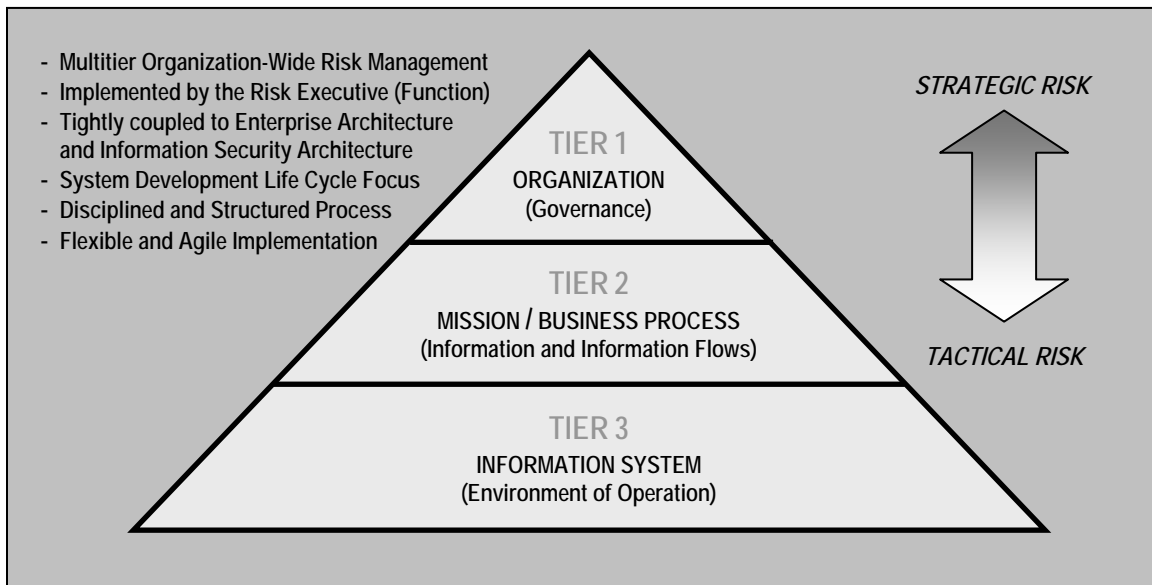 - Multitier Organization-Wide Risk Management
- Implemented by the Risk Executive (Function)
- Tightly coupled to Enterprise Architecture
and Information Security Architecture
- System Development Life Cycle Focus
- Disciplined and Structured Process
- Flexible and Agile Implementation
TIER 1
ORGANIZATION
(Governance)
TIER 2
MISSION / BUSINESS PROCESS
(Information and Information Flows)
TIER 3
INFORMATION SYSTEM
(Environment of Operation)
STRATEGIC RISK
TACTICAL RISK